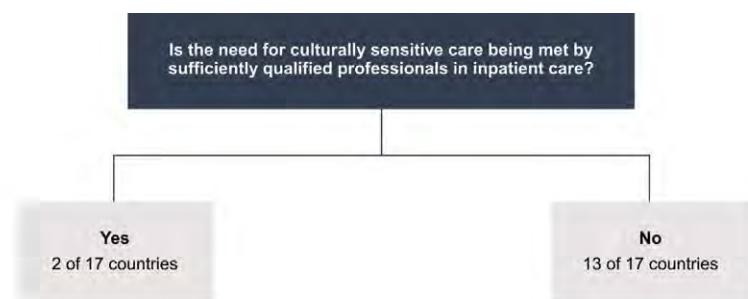 Is the need for culturally sensitive care being met by
sufficiently qualified professionals in inpatient care?
Yes
2 of 17 countries
No
13 of 17 countries